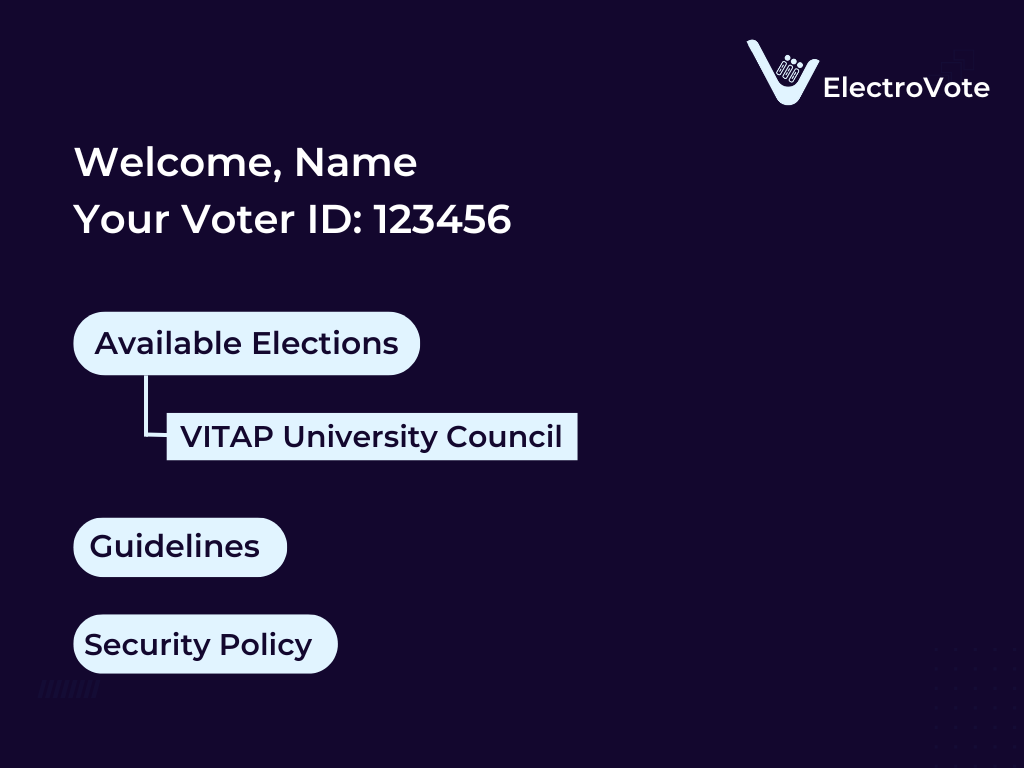 ElectroVote
Welcome, Name
Your Voter ID: 123456
Available Elections
VITAP University Council
Guidelines
Security Policy